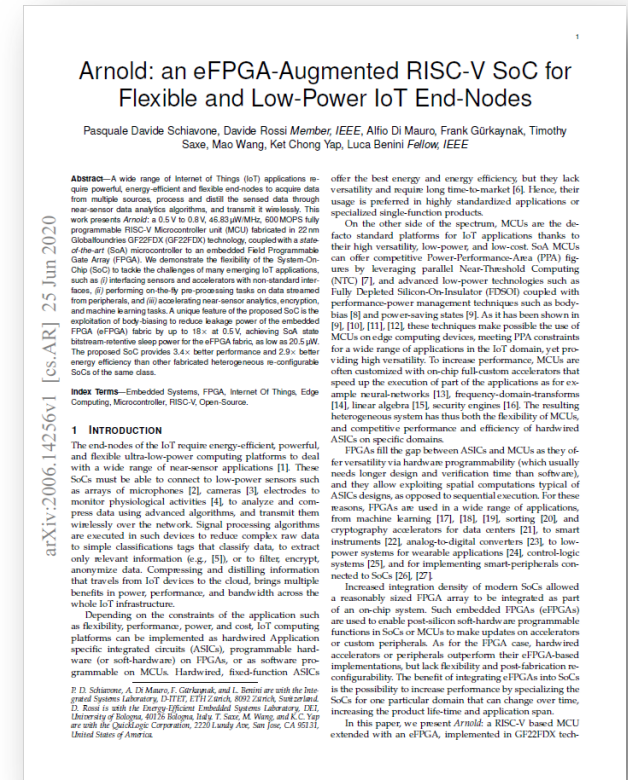 1
Arnold: an eFPGA-Augmented RISC-V SoC for
Flexible and Low-Power IoT End-Nodes
Pasquale Davide Schiavone, Davide Rossi Member, IEEE, Alfio Di Mauro, Frank Gürkaynak, Timothy
Saxe, Mao Wang, Ket Chong Yap, Luca Benini Fellow, IEEE
Abstract—A wide range of Internet of Things (IoT) applications re-
quire powerful, energy-efficient and flexible end-nodes to acquire data
from multiple sources, process and distill the sensed data through
near-sensor data analytics algorithms, and transmit it wirelessly. This
work presents Arnold: a 0.5 V to 0.8 V, 46.83 µW/MHz, 600 MOPS fully
programmable RISC-V Microcontroller unit (MCU) fabricated in 22 nm
Globalfoundries GF22FDX (GF22FDX) technology, coupled with a state-
of-the-art (SoA) microcontroller to an embedded Field Programmable
Gate Array (FPGA). We demonstrate the flexibility of the System-On-
Chip (SoC) to tackle the challenges of many emerging IoT applications,
such as (i) interfacing sensors and accelerators with non-standard inter-
faces, (ii) performing on-the-fly pre-processing tasks on data streamed
from peripherals, and (iii) accelerating near-sensor analytics, encryption,
and machine learning tasks. A unique feature of the proposed SoC is the
exploitation of body-biasing to reduce leakage power of the embedded
FPGA (eFPGA) fabric by up to 18× at 0.5 V, achieving SoA state
bitstream-retentive sleep power for the eFPGA fabric, as low as 20.5 µW.
The proposed SoC provides 3.4× better performance and 2.9× better
energy efficiency than other fabricated heterogeneous re-configurable
SoCs of the same class.
Index Terms—Embedded Systems, FPGA, Internet Of Things, Edge
Computing, Microcontroller, RISC-V, Open-Source.
1 INTRODUCTION
The end-nodes of the IoT require energy-efficient, powerful,
and flexible ultra-low-power computing platforms to deal
with a wide range of near-sensor applications [1]. These
SoCs must be able to connect to low-power sensors such
as arrays of microphones [2], cameras [3], electrodes to
monitor physiological activities [4], to analyze and com-
press data using advanced algorithms, and transmit them
wirelessly over the network. Signal processing algorithms
are executed in such devices to reduce complex raw data
to simple classifications tags that classify data, to extract
only relevant information (e.g., [5]), or to filter, encrypt,
anonymize data. Compressing and distilling information
that travels from IoT devices to the cloud, brings multiple
benefits in power, performance, and bandwidth across the
whole IoT infrastructure.
Depending on the constraints of the application such
as flexibility, performance, power, and cost, IoT computing
platforms can be implemented as hardwired Application
specific integrated circuits (ASICs), programmable hard-
ware (or soft-hardware) on FPGAs, or as software pro-
grammable on MCUs. Hardwired, fixed-function ASICs
P. D. Schiavone, A. Di Mauro, F. Gürkaynak, and L. Benini are with the Inte-
grated Systems Laboratory, D-ITET, ETH Zürich, 8092 Zürich, Switzerland.
D. Rossi is with the Energy-Efficient Embedded Systems Laboratory, DEI,
University of Bologna, 40126 Bologna, Italy. T. Saxe, M. Wang, and K.C. Yap
are with the QuickLogic Corporation, 2220 Lundy Ave, San Jose, CA 95131,
United States of America.
offer the best energy and energy efficiency, but they lack
versatility and require long time-to-market [6]. Hence, their
usage is preferred in highly standardized applications or
specialized single-function products.
On the other side of the spectrum, MCUs are the de-
facto standard platforms for IoT applications thanks to
their high versatility, low-power, and low-cost. SoA MCUs
can offer competitive Power-Performance-Area (PPA) fig-
ures by leveraging parallel Near-Threshold Computing
(NTC) [7], and advanced low-power technologies such as
Fully Depleted Silicon-On-Insulator (FDSOI) coupled with
performance-power management techniques such as body-
bias [8] and power-saving states [9]. As it has been shown in
[9], [10], [11], [12], these techniques make possible the use of
MCUs on edge computing devices, meeting PPA constraints
for a wide range of applications in the IoT domain, yet pro-
viding high versatility. To increase performance, MCUs are
often customized with on-chip full-custom accelerators that
speed up the execution of part of the applications as for ex-
ample neural-networks [13], frequency-domain-transforms
[14], linear algebra [15], security engines [16]. The resulting
heterogeneous system has thus both the flexibility of MCUs,
and competitive performance and efficiency of hardwired
ASICs on specific domains.
FPGAs fill the gap between ASICs and MCUs as they of-
fer versatility via hardware programmability (which usually
needs longer design and verification time than software),
and they allow exploiting spatial computations typical of
ASICs designs, as opposed to sequential execution. For these
reasons, FPGAs are used in a wide range of applications,
from machine learning [17], [18], [19], sorting [20], and
cryptography accelerators for data centers [21], to smart
instruments [22], analog-to-digital converters [23], to low-
power systems for wearable applications [24], control-logic
systems [25], and for implementing smart-peripherals con-
nected to SoCs [26], [27].
Increased integration density of modern SoCs allowed
a reasonably sized FPGA array to be integrated as part
of an on-chip system. Such embedded FPGAs (eFPGAs)
are used to enable post-silicon soft-hardware programmable
functions in SoCs or MCUs to make updates on accelerators
or custom peripherals. As for the FPGA case, hardwired
accelerators or peripherals outperform their eFPGA-based
implementations, but lack flexibility and post-fabrication re-
configurability. The benefit of integrating eFPGAs into SoCs
is the possibility to increase performance by specializing the
SoCs for one particular domain that can change over time,
increasing the product life-time and application span.
In this paper, we present Arnold: a RISC-V based MCU
extended with an eFPGA, implemented in GF22FDX tech-
arXiv:2006.14256v1 [cs.AR] 25 Jun 2020